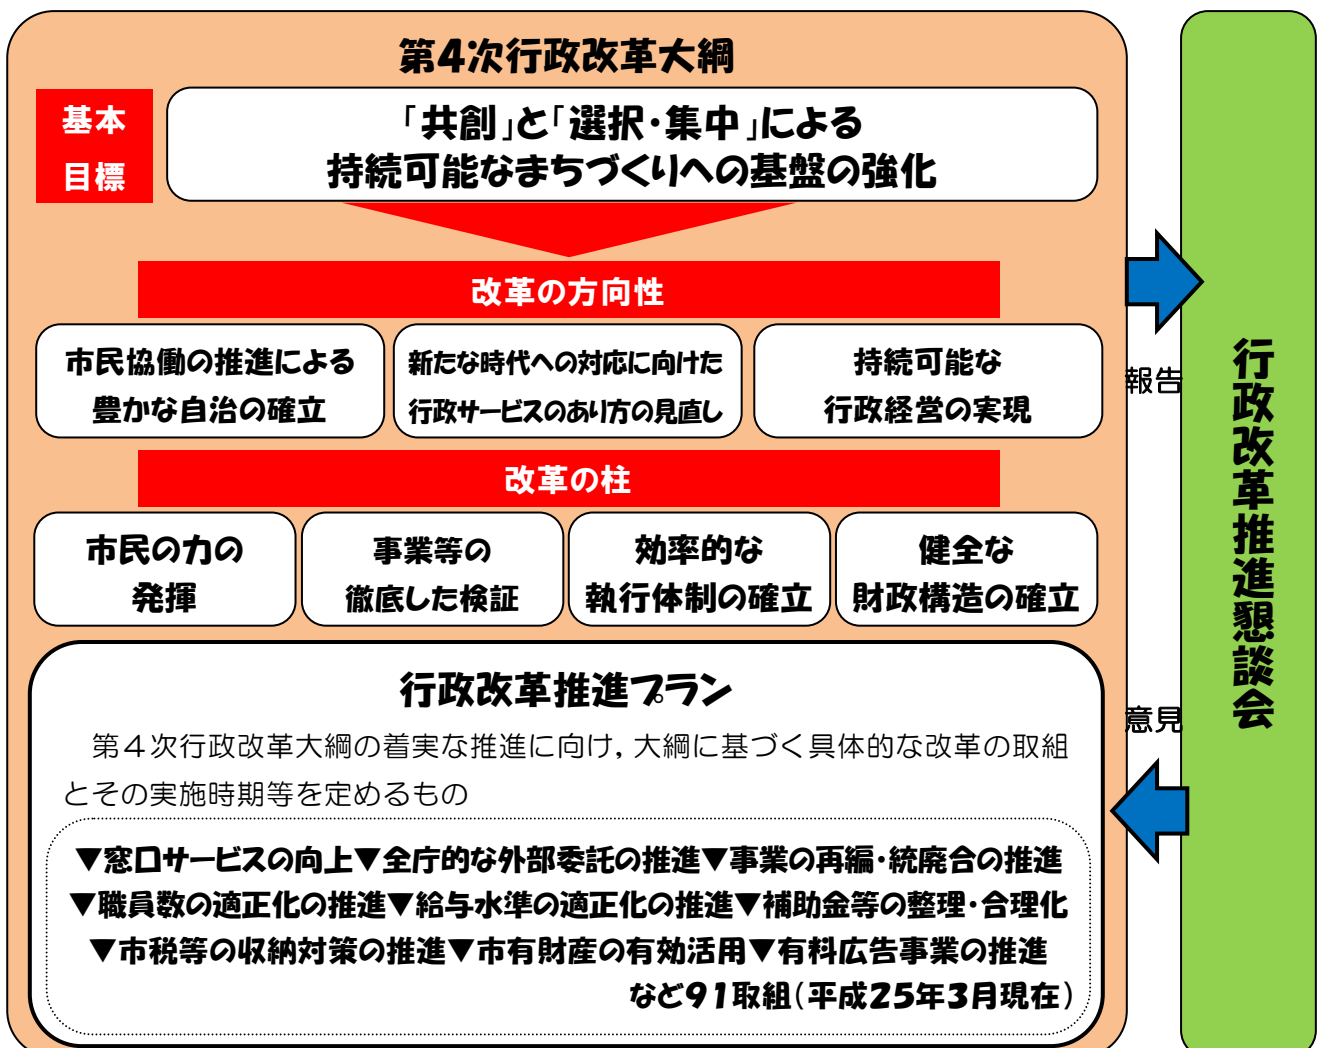 第4次行政改革大綱
基本
目標
「共創」と「選択・集中」による
持続可能なまちづくりへの基盤の強化
改革の方向性
市民協働の推進による
豊かな自治の確立
新たな時代への対応に向けた
行政サービスのあり方の見直し
持続可能な
行政経営の実現
改革の柱
市民の力の
発揮
事業等の
徹底した検証
効率的な
執行体制の確立
健全な
財政構造の確立
行政改革推進プラン
第4次行政改革大綱の着実な推進に向け,大綱に基づく具体的な改革の取組
とその実施時期等を定めるもの
▼窓口サービスの向上▼全庁的な外部委託の推進▼事業の再編・統廃合の推進
▼職員数の適正化の推進▼給与水準の適正化の推進▼補助金等の整理・合理化
▼市税等の収納対策の推進▼市有財産の有効活用▼有料広告事業の推進
など91取組(平成25年3月現在)
報告
意見
行政改革推進懇談会